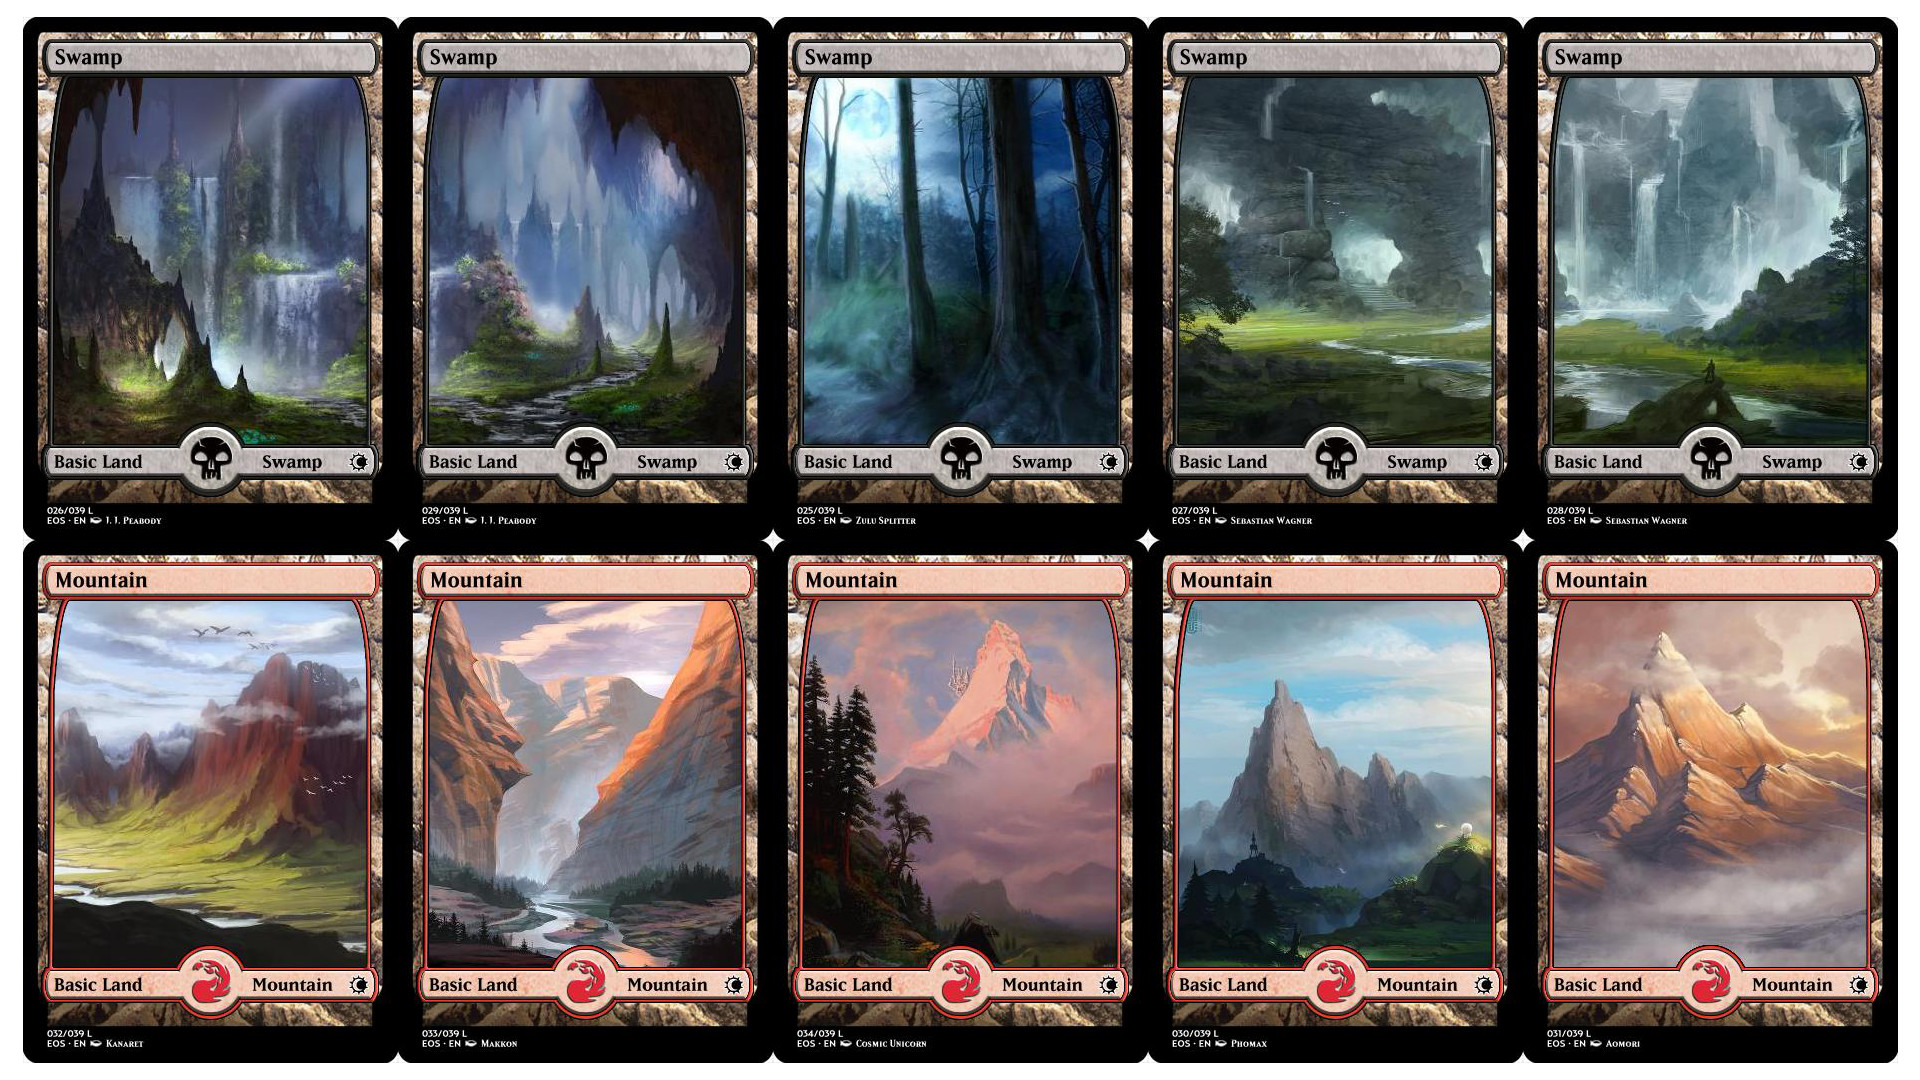 Swamp
Swamp
Swamp
Swamp
Swamp
Basic Land Swamp
Basic Land Swamp
Basic Land Swamp
Basic Land Swamp
Basic Land Swamp
026/039 L
EOS · EN J. J. Peabody
029/039 L
EOS · EN J. J. Peabody
025/039 L
EOS · EN Zulu Splitter
027/039 L
EOS · EN Sebastian Wagner
028/039 L
EOS · EN Sebastian Wagner
Mountain
Mountain
Mountain
Mountain
Mountain
Basic Land Mountain
Basic Land Mountain
Basic Land Mountain
Basic Land Mountain
Basic Land Mountain
032/039 L
EOS · EN Kanaret
033/039 L
EOS · EN Makkon
034/039 L
EOS · EN Cosmic Unicorn
030/039 L
EOS · EN Phomax
031/039 L
EOS · EN Aomori